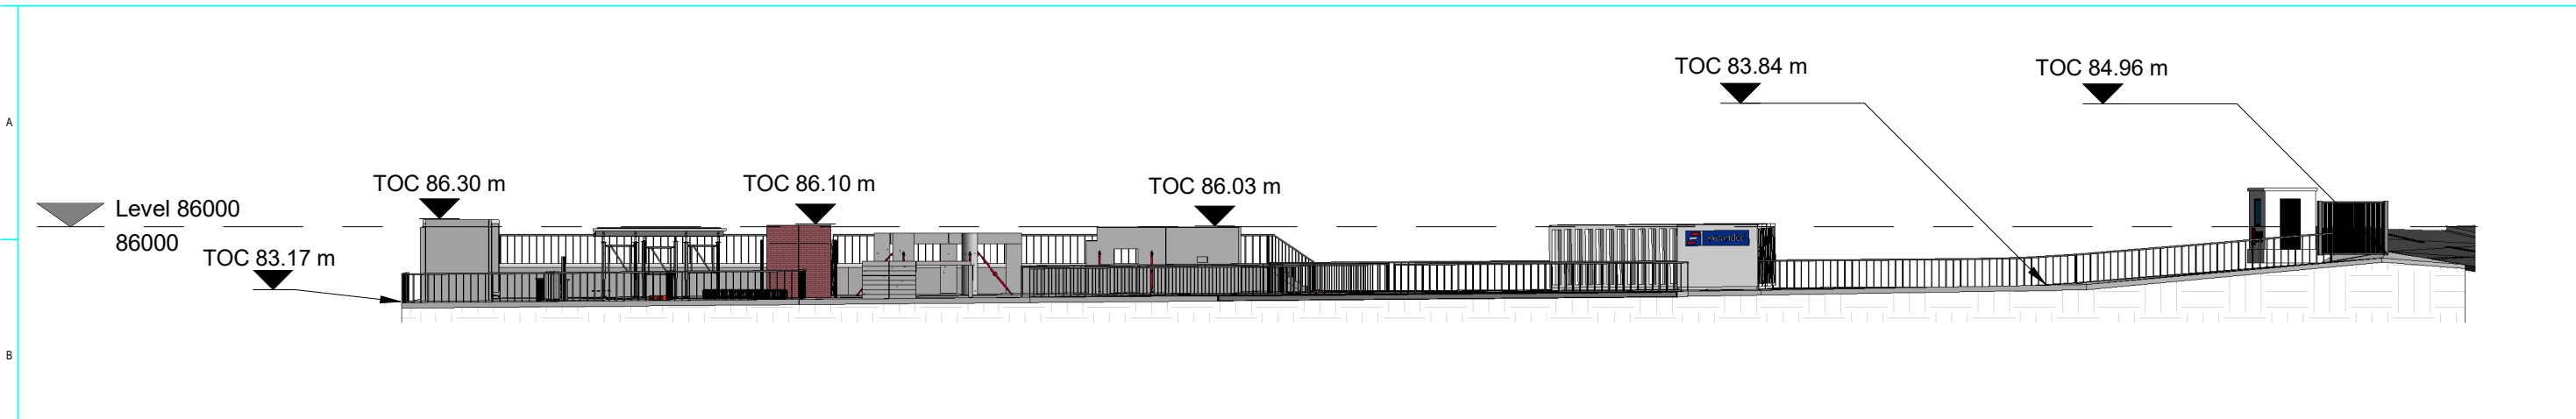 TOC 83.84 m
TOC 84.96 m
A
TOC 86.30 m
TOC 86.10 m
TOC 86.03 m
Level 86000
86000
TOC 83.17 m
B